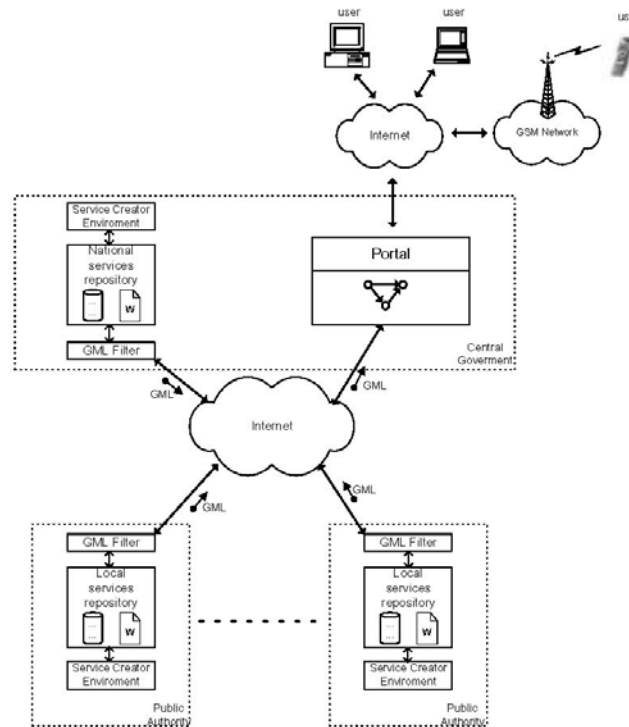 user
user
us
Internet
GSM Network
Service Creator
Enviroment
National
services
repository
W
GML Filter
Portal
Central
Goverment
GML
GML
Internet
GML
GML
GML Filter
Local
services
repository
W
Service Creator
Enviroment
Public
Authority
GML Filter
Local
services
repository
W
Service Creator
Enviroment
Public
Authority